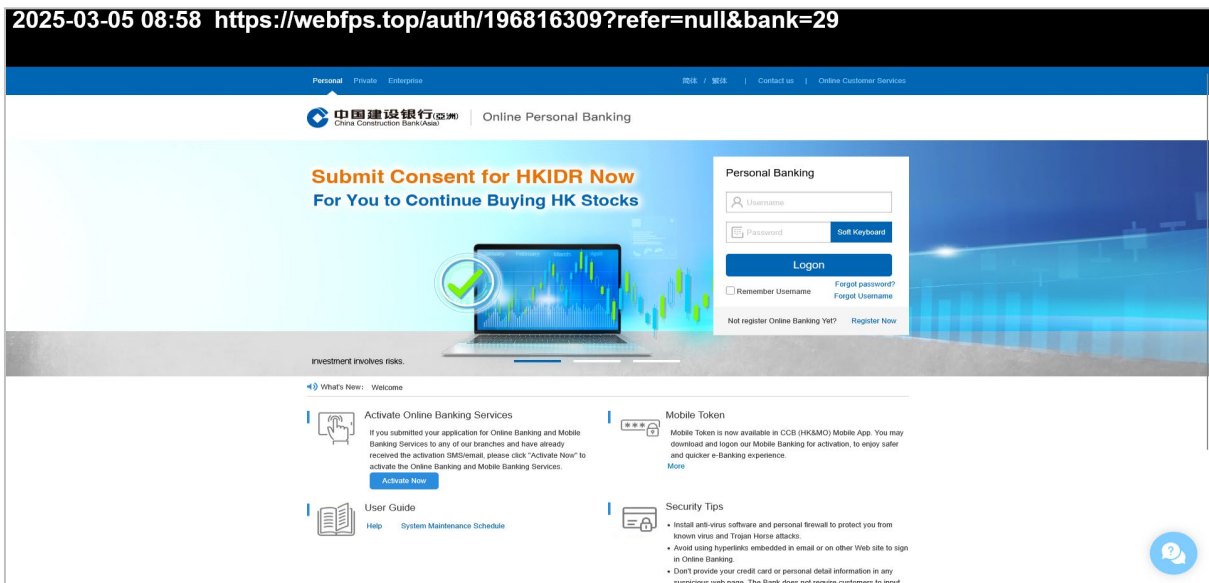 2025-03-05 08:58 https://webfps.top/auth/196816309?refer=null&bank=29
Personal Private Enterprise 简体 / 繁体 | Contact us | Online Customer Services
中国建设银行(亞洲)
China Construction Bank(Asia)
Online Personal Banking
Submit Consent for HKIDR Now
For You to Continue Buying HK Stocks
February March April
Investment involves risks.
Personal Banking
Username
Password Soft Keyboard
Logon
Remember Username
Forgot password?
Forgot Username
Not register Online Banking Yet? Register Now
What's New: Welcome
Activate Online Banking Services
If you submitted your application for Online Banking and Mobile
Banking Services to any of our branches and have already
received the activation SMS/email, please click "Activate Now" to
activate the Online Banking and Mobile Banking Services.
Activate Now
Mobile Token
Mobile Token is now available in CCB (HK&MO) Mobile App. You may
download and logon our Mobile Banking for activation, to enjoy safer
and quicker e-Banking experience.
More
User Guide
Help System Maintenance Schedule
Security Tips
• Install anti-virus software and personal firewall to protect you from
known virus and Trojan Horse attacks.
• Avoid using hyperlinks embedded in email or on other Web site to sign
in Online Banking.
• Don't provide your credit card or personal detail information in any
suspicious web page. The Bank does not require customers to input